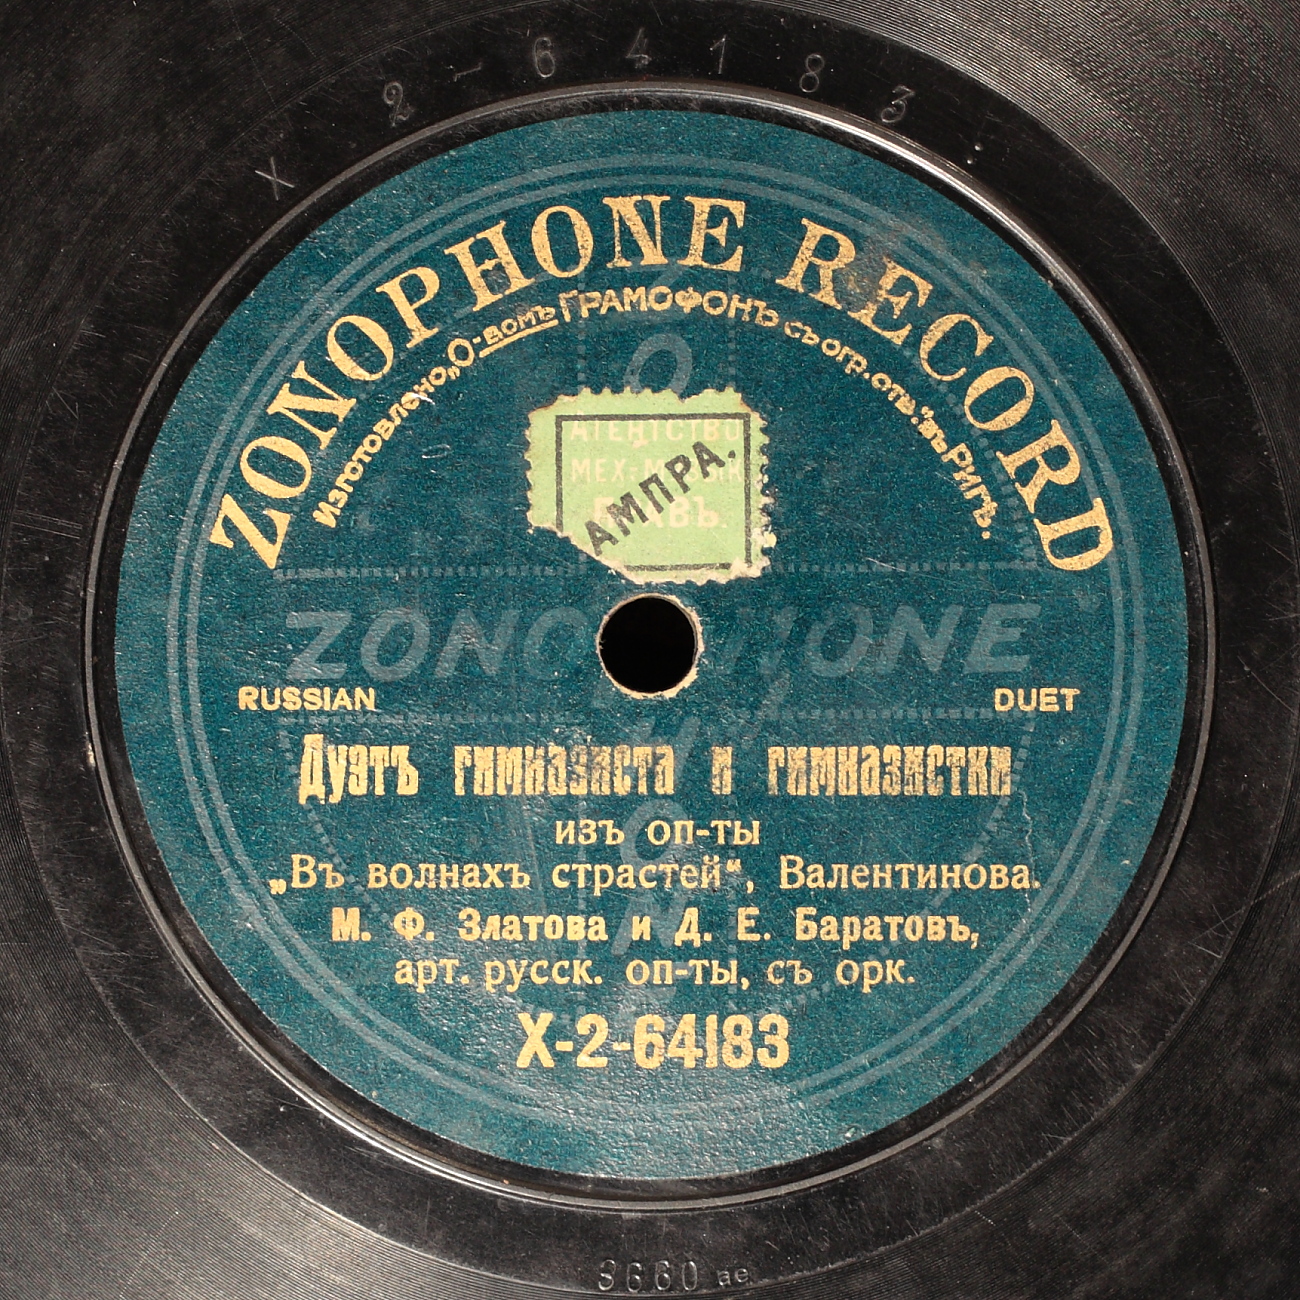 X 2-64183
ZONOPHONE RECORD
Изготовлено „О-вомъ ГРАМОФОНЪ съ огр. отв.“ въ Ригѣ.
АГЕНТСТВО
МЕХ-
АМПРА.
ZONOPHONE
RUSSIAN DUET
Дуэтъ гимназиста и гимназистки
изъ оп-ты
„Въ волнахъ страстей“, Валентинова.
М. Ф. Златова и Д. Е. Баратовъ,
арт. русск. оп-ты, съ орк.
X-2-64183
3660 ae